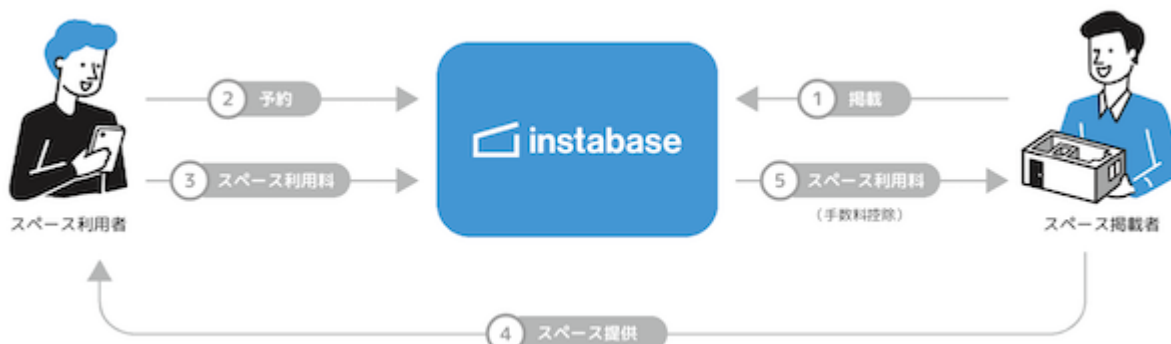 2 予約
1 掲載
instabase
3 スペース利用料
5 スペース利用料
(手数料控除)
スペース利用者
スペース掲載者
4 スペース提供